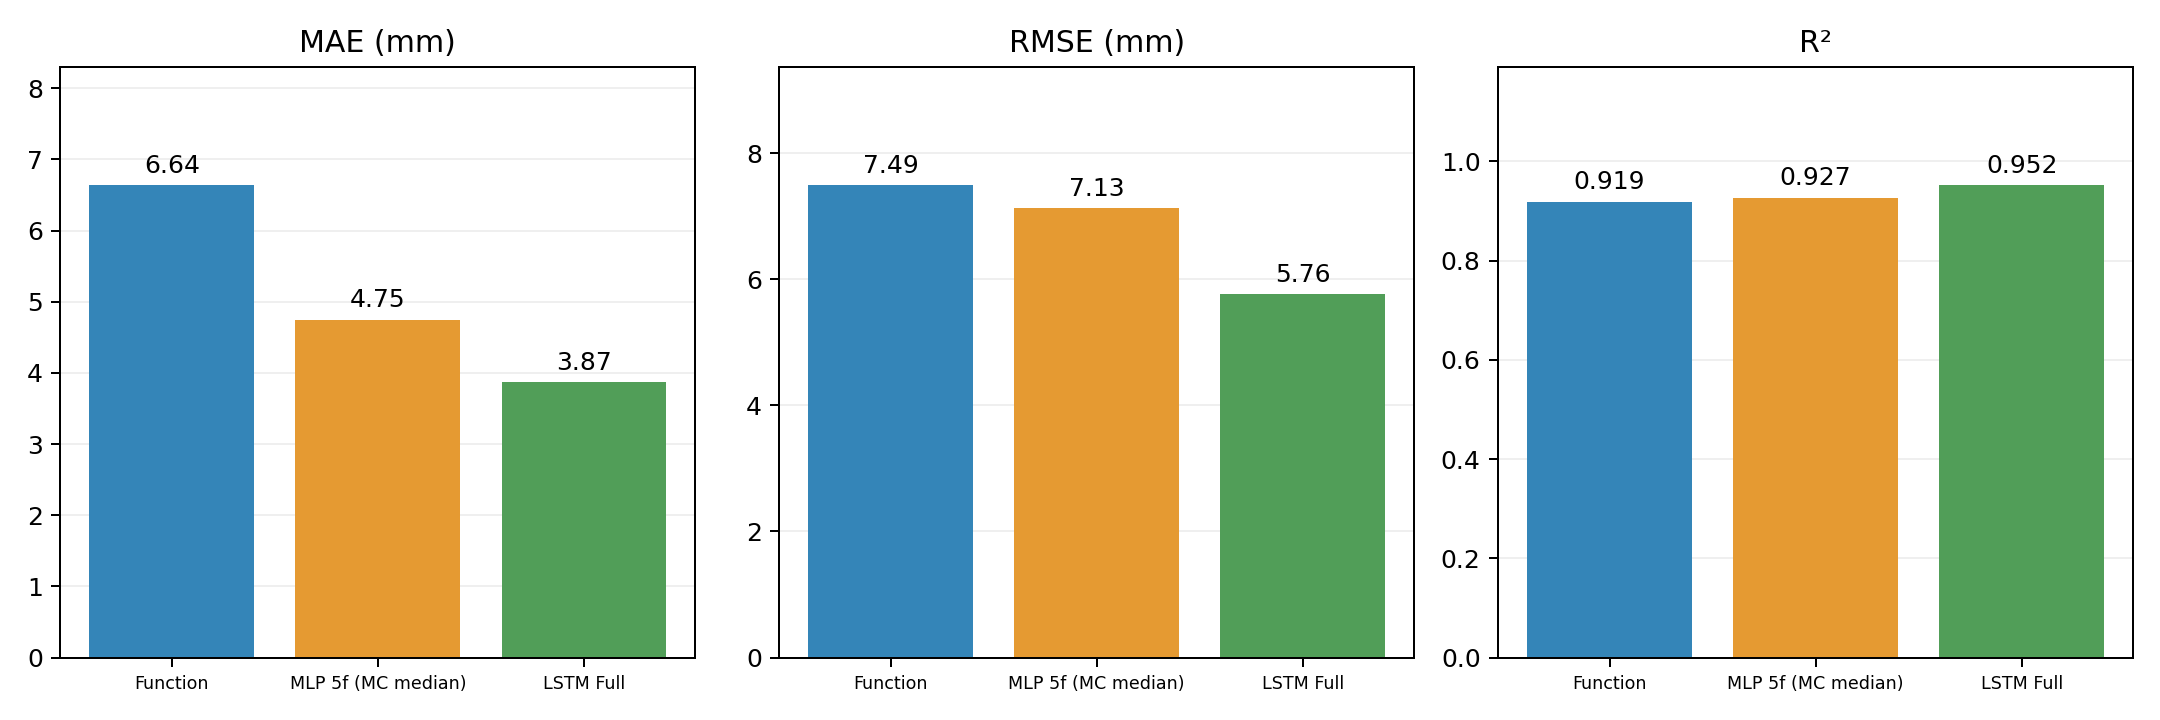 MAE (mm)
8
7
6
5
4
3
2
1
0
6.64
4.75
3.87
Function
MLP 5f (MC median)
LSTM Full
RMSE (mm)
8
6
4
2
0
7.49
7.13
5.76
Function
MLP 5f (MC median)
LSTM Full
R²
1.0
0.8
0.6
0.4
0.2
0.0
0.919
0.927
0.952
Function
MLP 5f (MC median)
LSTM Full